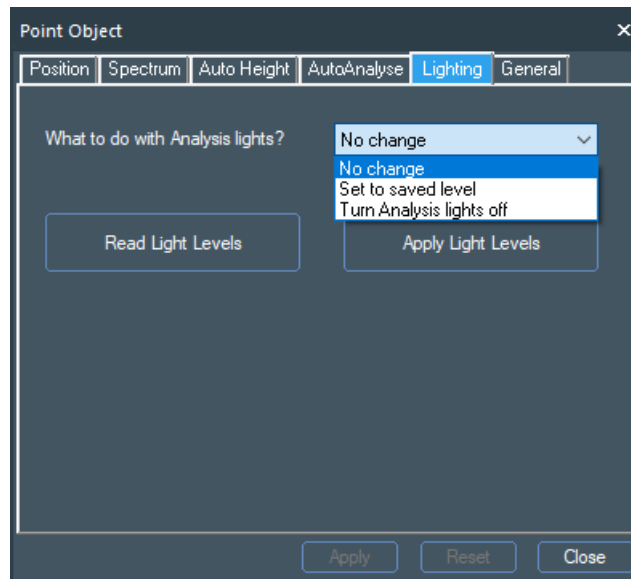 Point Object
Position Spectrum Auto Height AutoAnalyse Lighting General
What to do with Analysis lights? No change
No change
Set to saved level
Turn Analysis lights off
Read Light Levels Apply Light Levels
Apply Reset Close